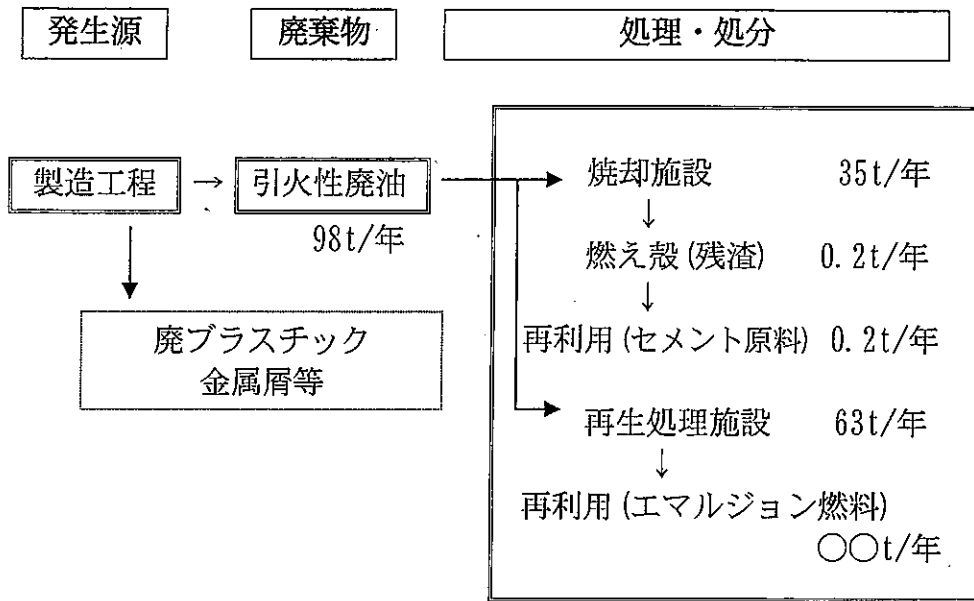 発生源 廃棄物 処理・処分
製造工程 → 引火性廃油 焼却施設 35t/年
98t/年 ↓
燃え殻(残渣) 0.2t/年
↓
廃プラスチック 再利用(セメント原料) 0.2t/年
金属屑等
再生処理施設 63t/年
↓
再利用(エマルジョン燃料)
○○t/年